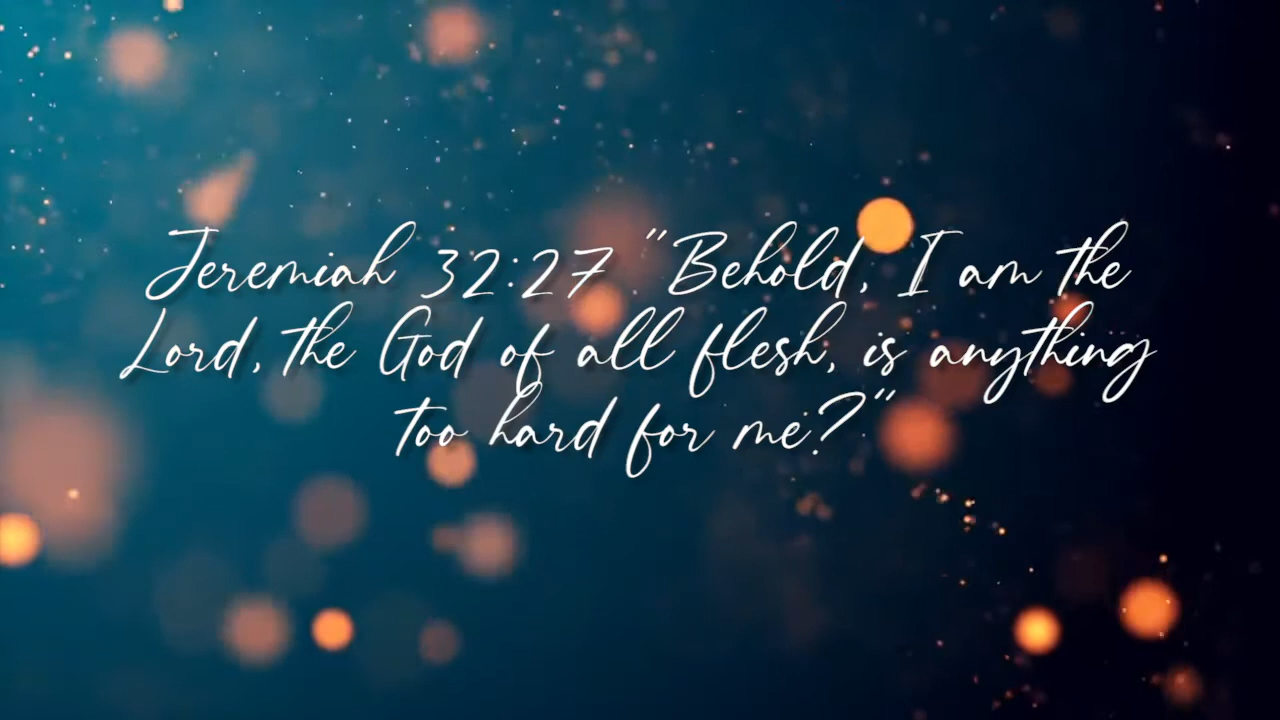 Jeremiah 32:27 "Behold, I am the
Lord, the God of all flesh, is anything
too hard for me?"